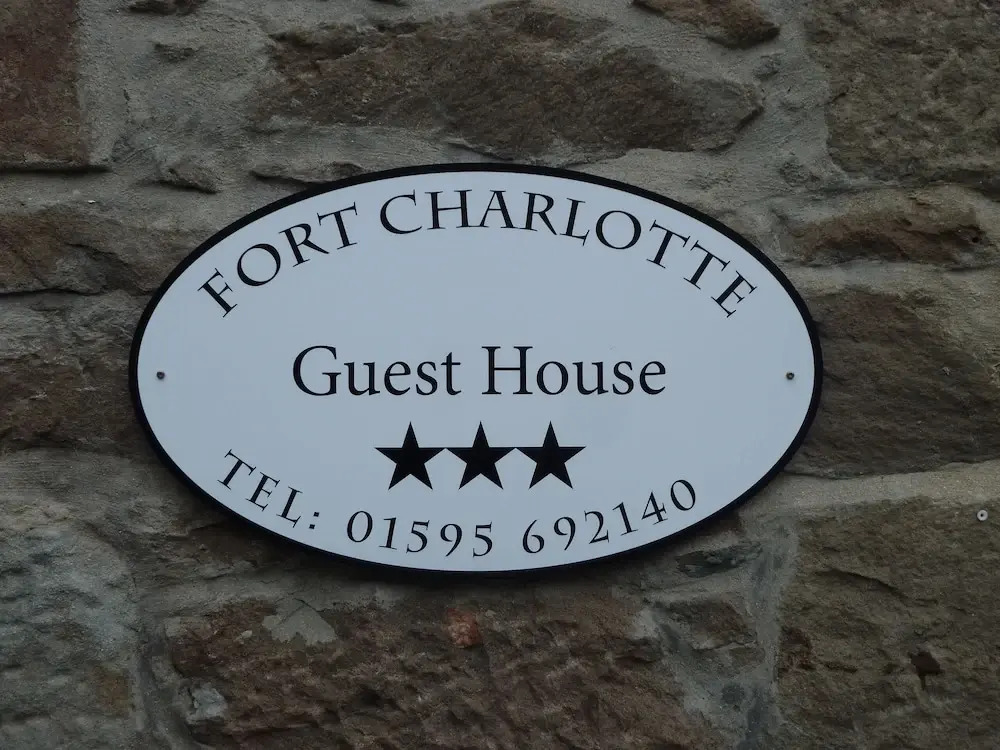 FORT CHARLOTTE
Guest House
TEL: 01595 692140